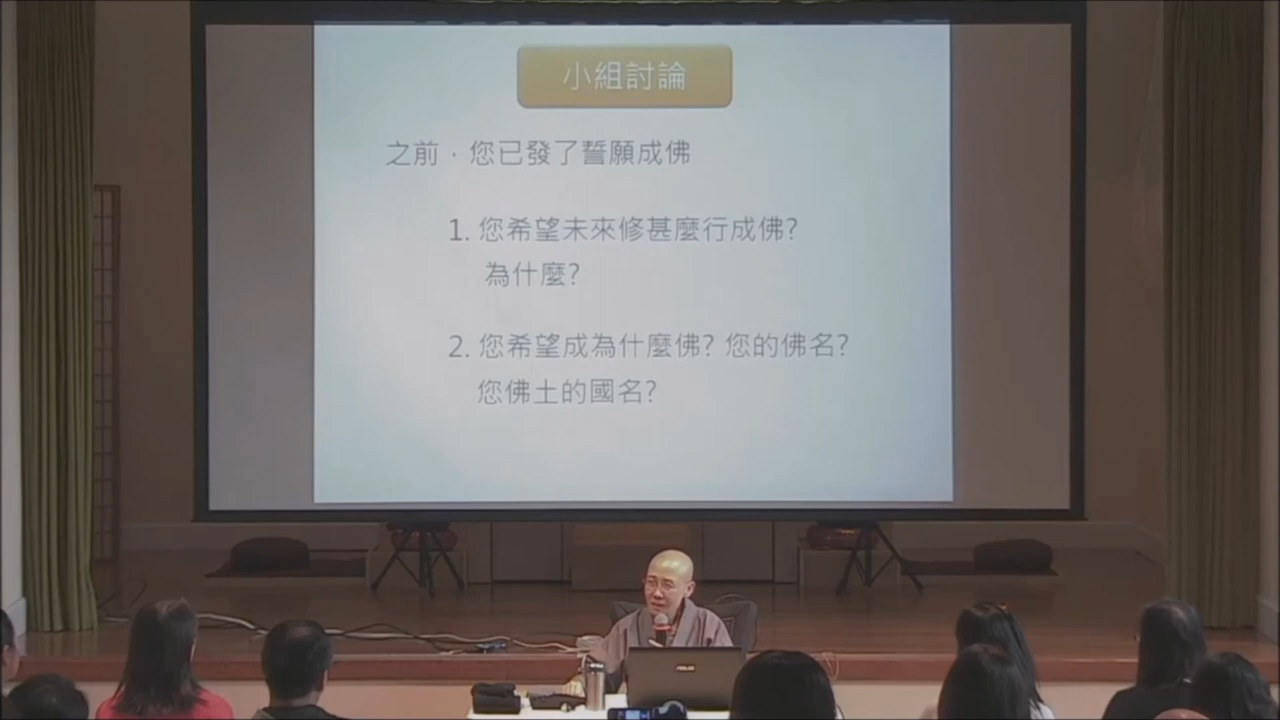 小組討論
之前，您已發了誓願成佛
1. 您希望未來修甚麼行成佛?
為什麼?
2. 您希望成為什麼佛? 您的佛名?
您佛土的國名?
ASUS